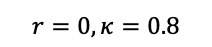 r = 0, κ = 0.8